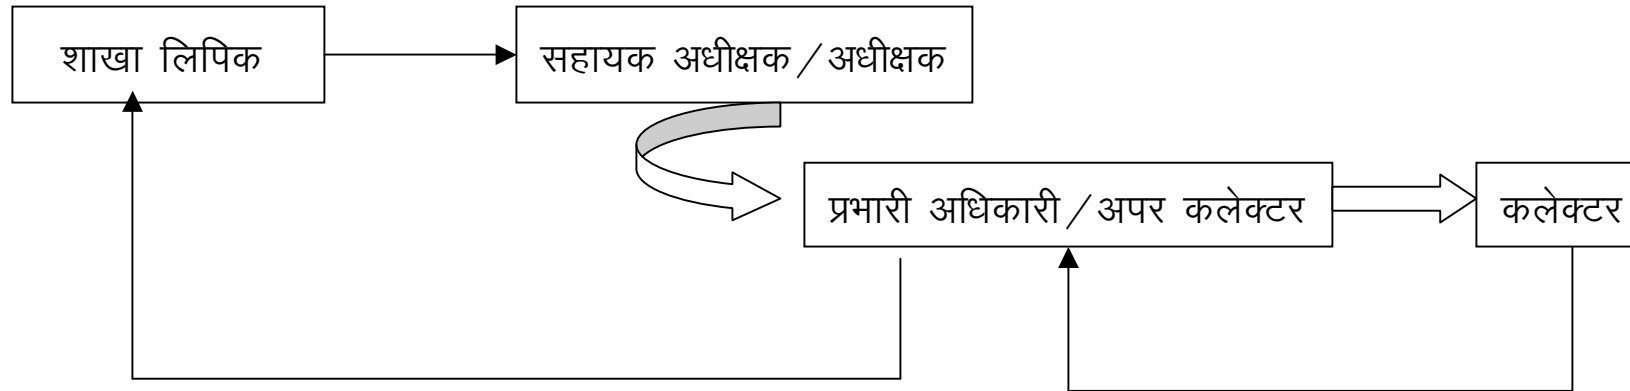 शाखा लिपिक
सहायक अधीक्षक/अधीक्षक
प्रभारी अधिकारी/अपर कलेक्टर
कलेक्टर